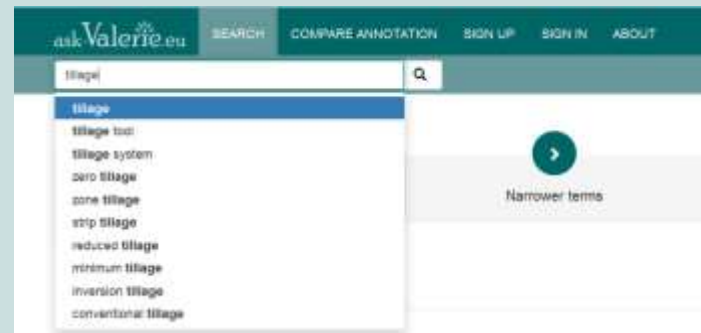 askValerie.eu SEARCH COMPARE ANNOTATION SIGN UP SIGN IN ABOUT
tillage
tillage
tillage tool
tillage system
zero tillage
zone tillage
strip tillage
reduced tillage
minimum tillage
inversion tillage
conventional tillage
Narrower terms